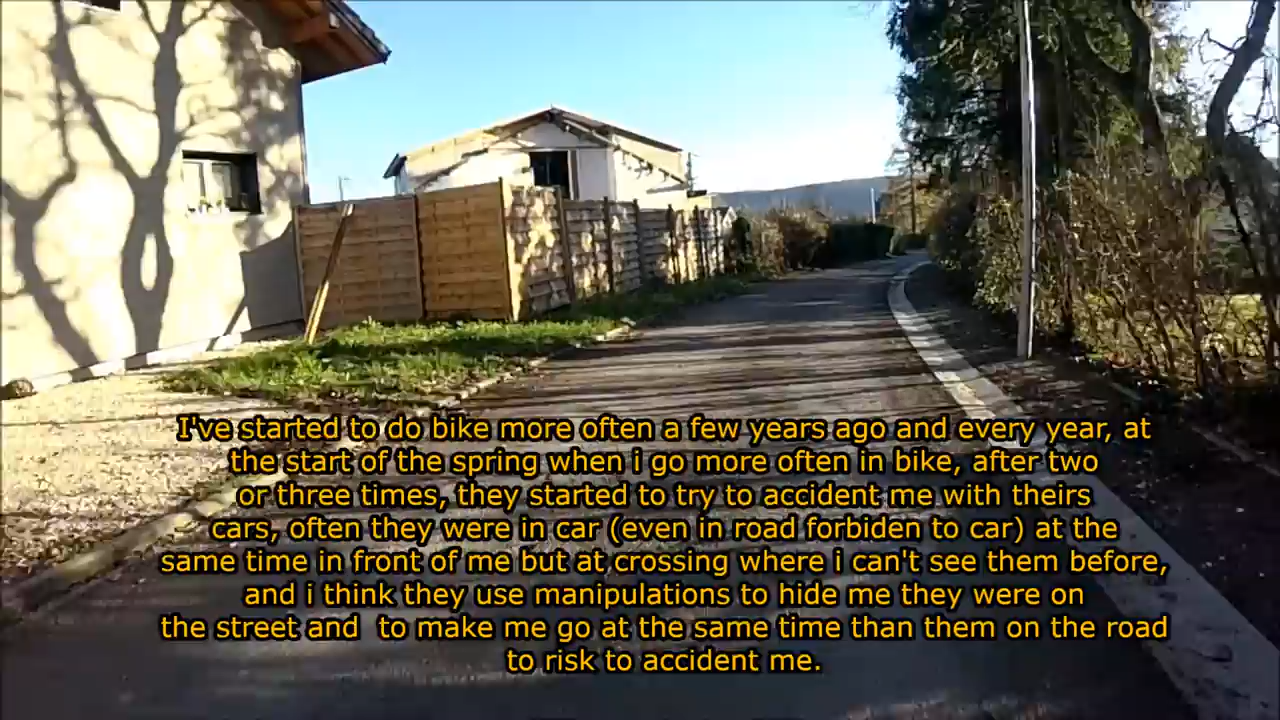 I've started to do bike more often a few years ago and every year, at
the start of the spring when i go more often in bike, after two
or three times, they started to try to accident me with theirs
cars, often they were in car (even in road forbiden to car) at the
same time in front of me but at crossing where i can't see them before,
and i think they use manipulations to hide me they were on
the street and  to make me go at the same time than them on the road
to risk to accident me.